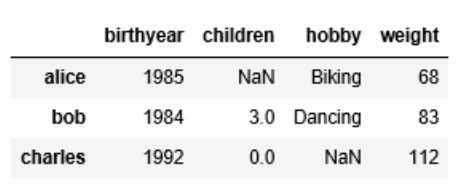 birthyear children hobby weight
alice 1985 NaN Biking 68
bob 1984 3.0 Dancing 83
charles 1992 0.0 NaN 112